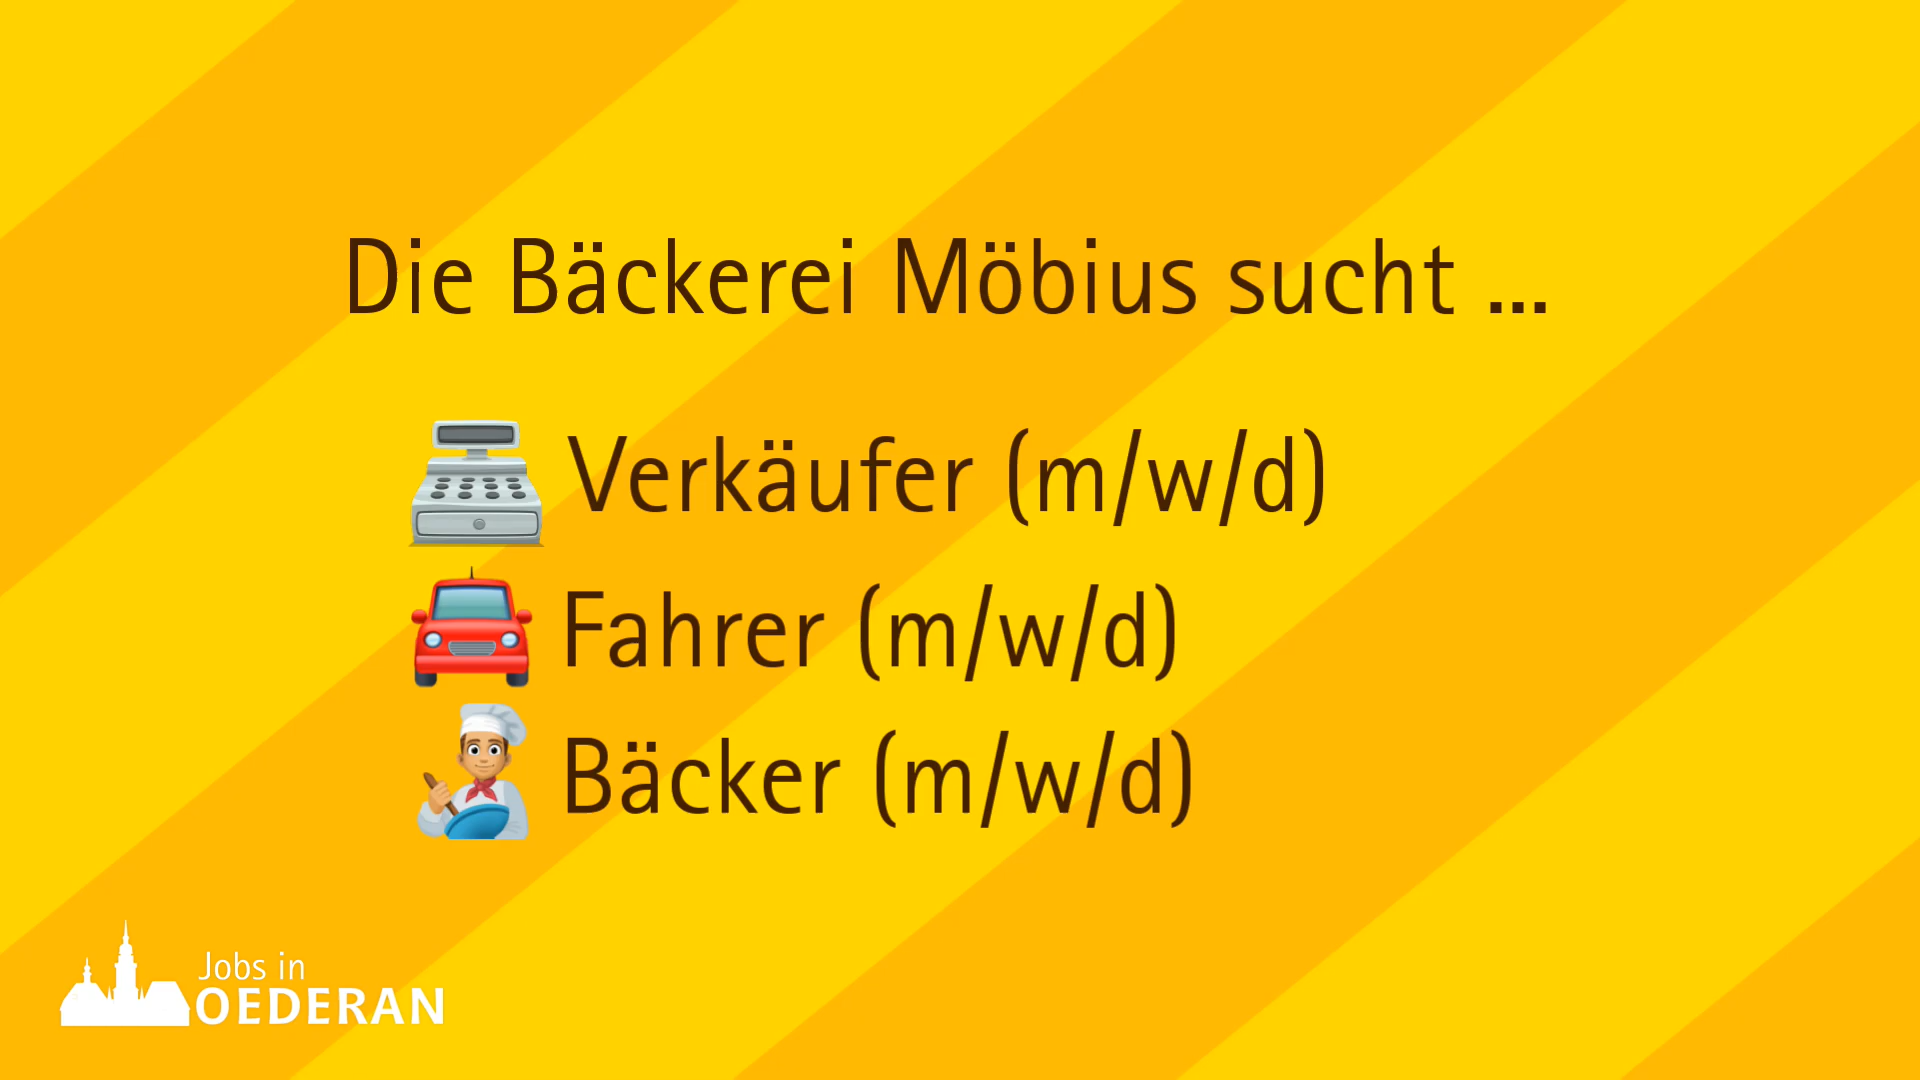 Die Bäckerei Möbius sucht ...
Verkäufer (m/w/d)
Fahrer (m/w/d)
Bäcker (m/w/d)
Jobs in
OEDERAN